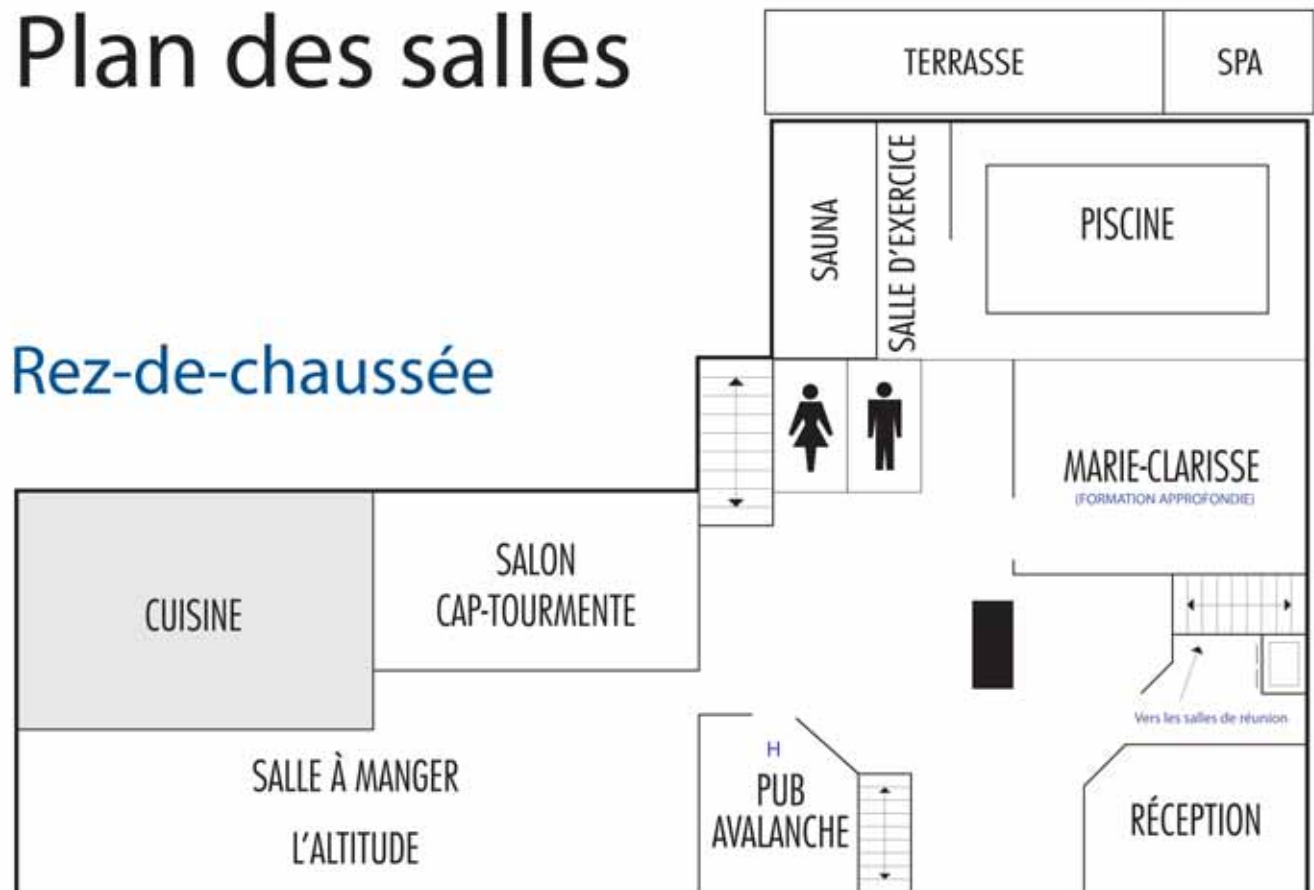 Plan des salles
TERRASSE
SPA
SAUNA
SALLE D'EXERCICE
PISCINE
Rez-de-chaussée
MARIE-CLARISSE
(FORMATION APPROFONDIE)
CUISINE
SALON
CAP-TOURMENTE
Vers les salles de réunion
SALLE À MANGER
L'ALTITUDE
H
PUB
AVALANCHE
RÉCEPTION